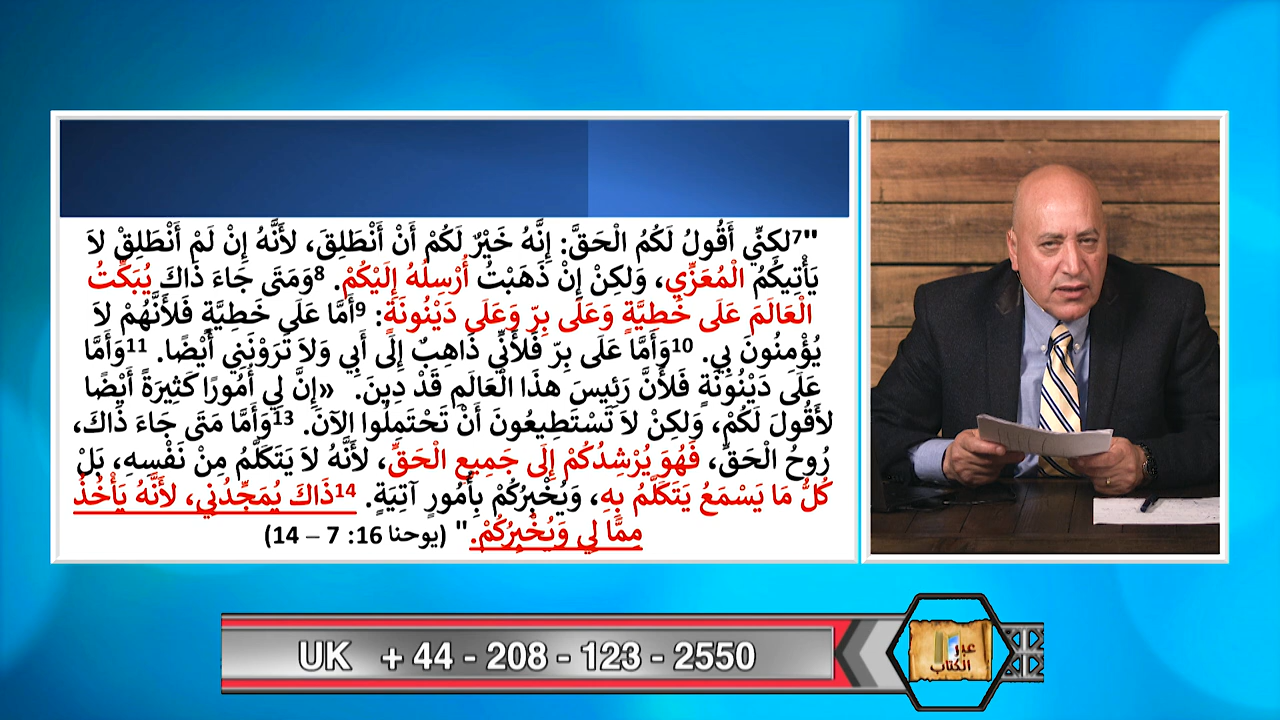 "⁷لكِنِّي أَقُولُ لَكُمُ الْحَقَّ: إِنَّهُ خَيْرٌ لَكُمْ أَنْ أَنْطَلِقَ، لأَنَّهُ إِنْ لَمْ أَنْطَلِقْ لاَ
يَأْتِيكُمُ الْمُعَزِّي، وَلكِنْ إِنْ ذَهَبْتُ أُرْسِلُهُ إِلَيْكُمْ. ⁸وَمَتَى جَاءَ ذَاكَ يُبَكِّتُ
الْعَالَمَ عَلَى خَطِيَّةٍ وَعَلَى بِرّ وَعَلَى دَيْنُونَةٍ: ⁹أَمَّا عَلَى خَطِيَّةٍ فَلأَنَّهُمْ لاَ
يُؤْمِنُونَ بِي. ¹⁰وَأَمَّا عَلَى بِرّ فَلأَنِّي ذَاهِبٌ إِلَى أَبِي وَلاَ تَرَوْنَنِي أَيْضًا. ¹¹وَأَمَّا
عَلَى دَيْنُونَةٍ فَلأَنَّ رَئِيسَ هذَا الْعَالَمِ قَدْ دِينَ. «إِنَّ لِي أُمُورًا كَثِيرَةً أَيْضًا
لأَقُولَ لَكُمْ، وَلكِنْ لاَ تَسْتَطِيعُونَ أَنْ تَحْتَمِلُوا الآنَ. ¹³وَأَمَّا مَتَى جَاءَ ذَاكَ،
رُوحُ الْحَقِّ، فَهُوَ يُرْشِدُكُمْ إِلَى جَمِيعِ الْحَقِّ، لأَنَّهُ لاَ يَتَكَلَّمُ مِنْ نَفْسِهِ، بَلْ
كُلُّ مَا يَسْمَعُ يَتَكَلَّمُ بِهِ، وَيُخْبِرُكُمْ بِأُمُورٍ آتِيَةٍ. ¹⁴ذَاكَ يُمَجِّدُنِي، لأَنَّهُ يَأْخُذُ
مِمَّا لِي وَيُخْبِرُكُمْ." (يوحنا 16: 7 – 14)
UK + 44 - 208 - 123 - 2550
عبر
الكتاب